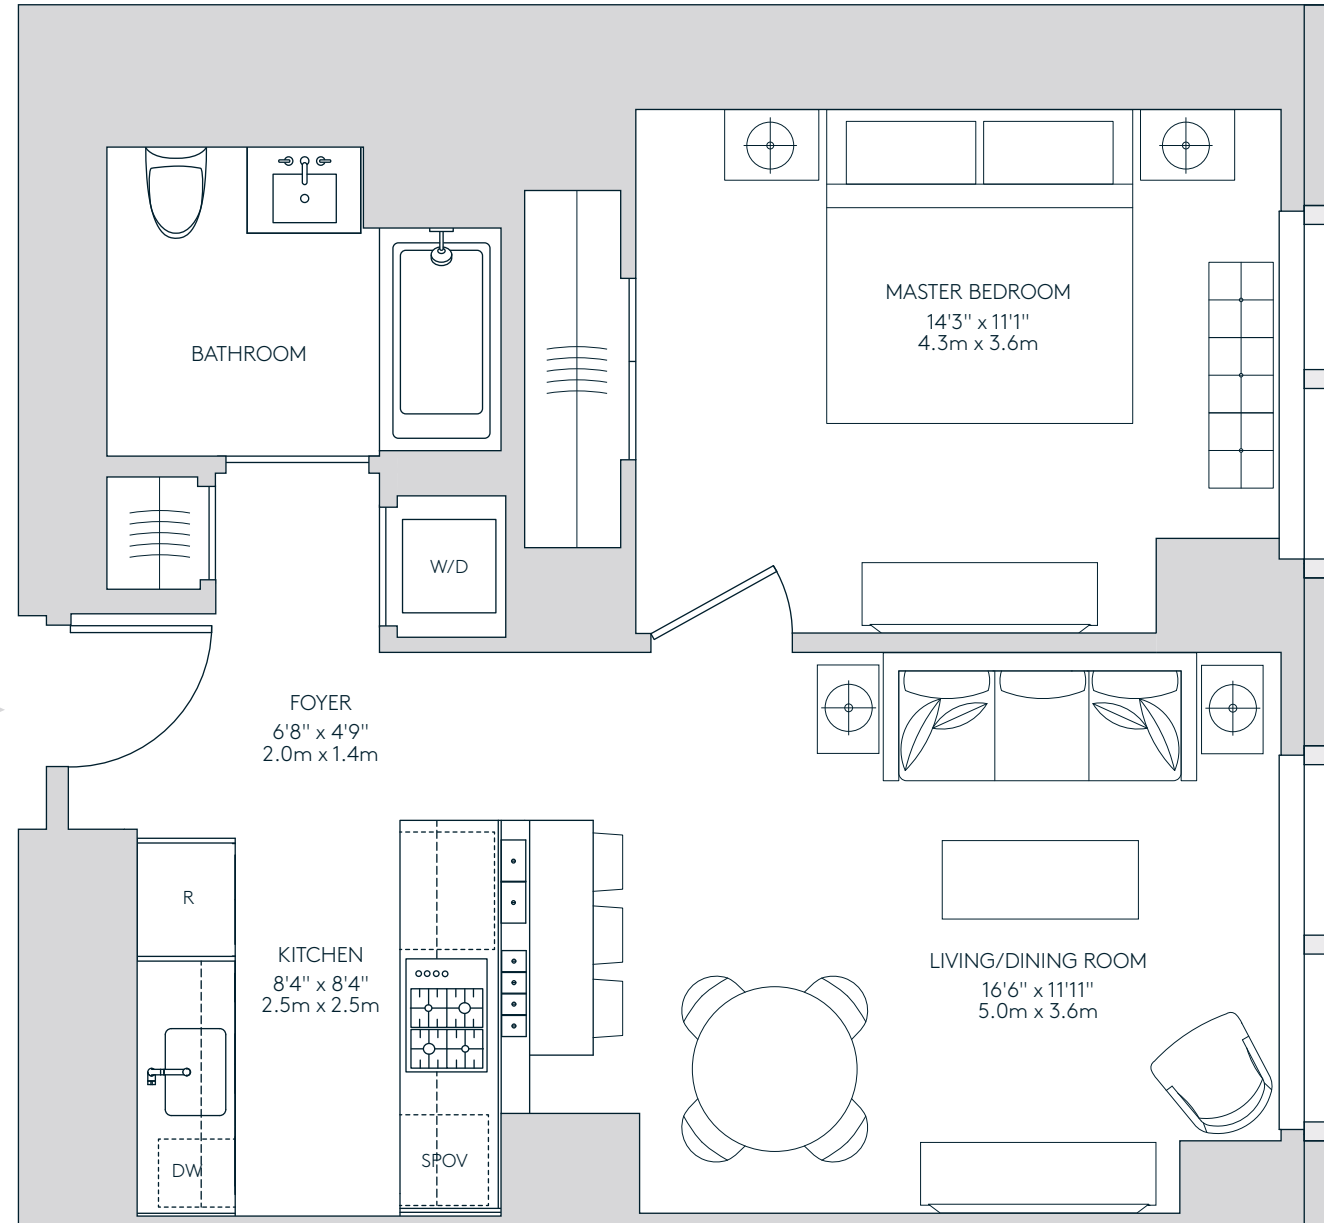 MASTER BEDROOM
14'3" x 11'1"
4.3m x 3.6m
BATHROOM
W/D
FOYER
6'8" x 4'9"
2.0m x 1.4m
R
KITCHEN
8'4" x 8'4"
2.5m x 2.5m
LIVING/DINING ROOM
16'6" x 11'11"
5.0m x 3.6m
DW
SPOV